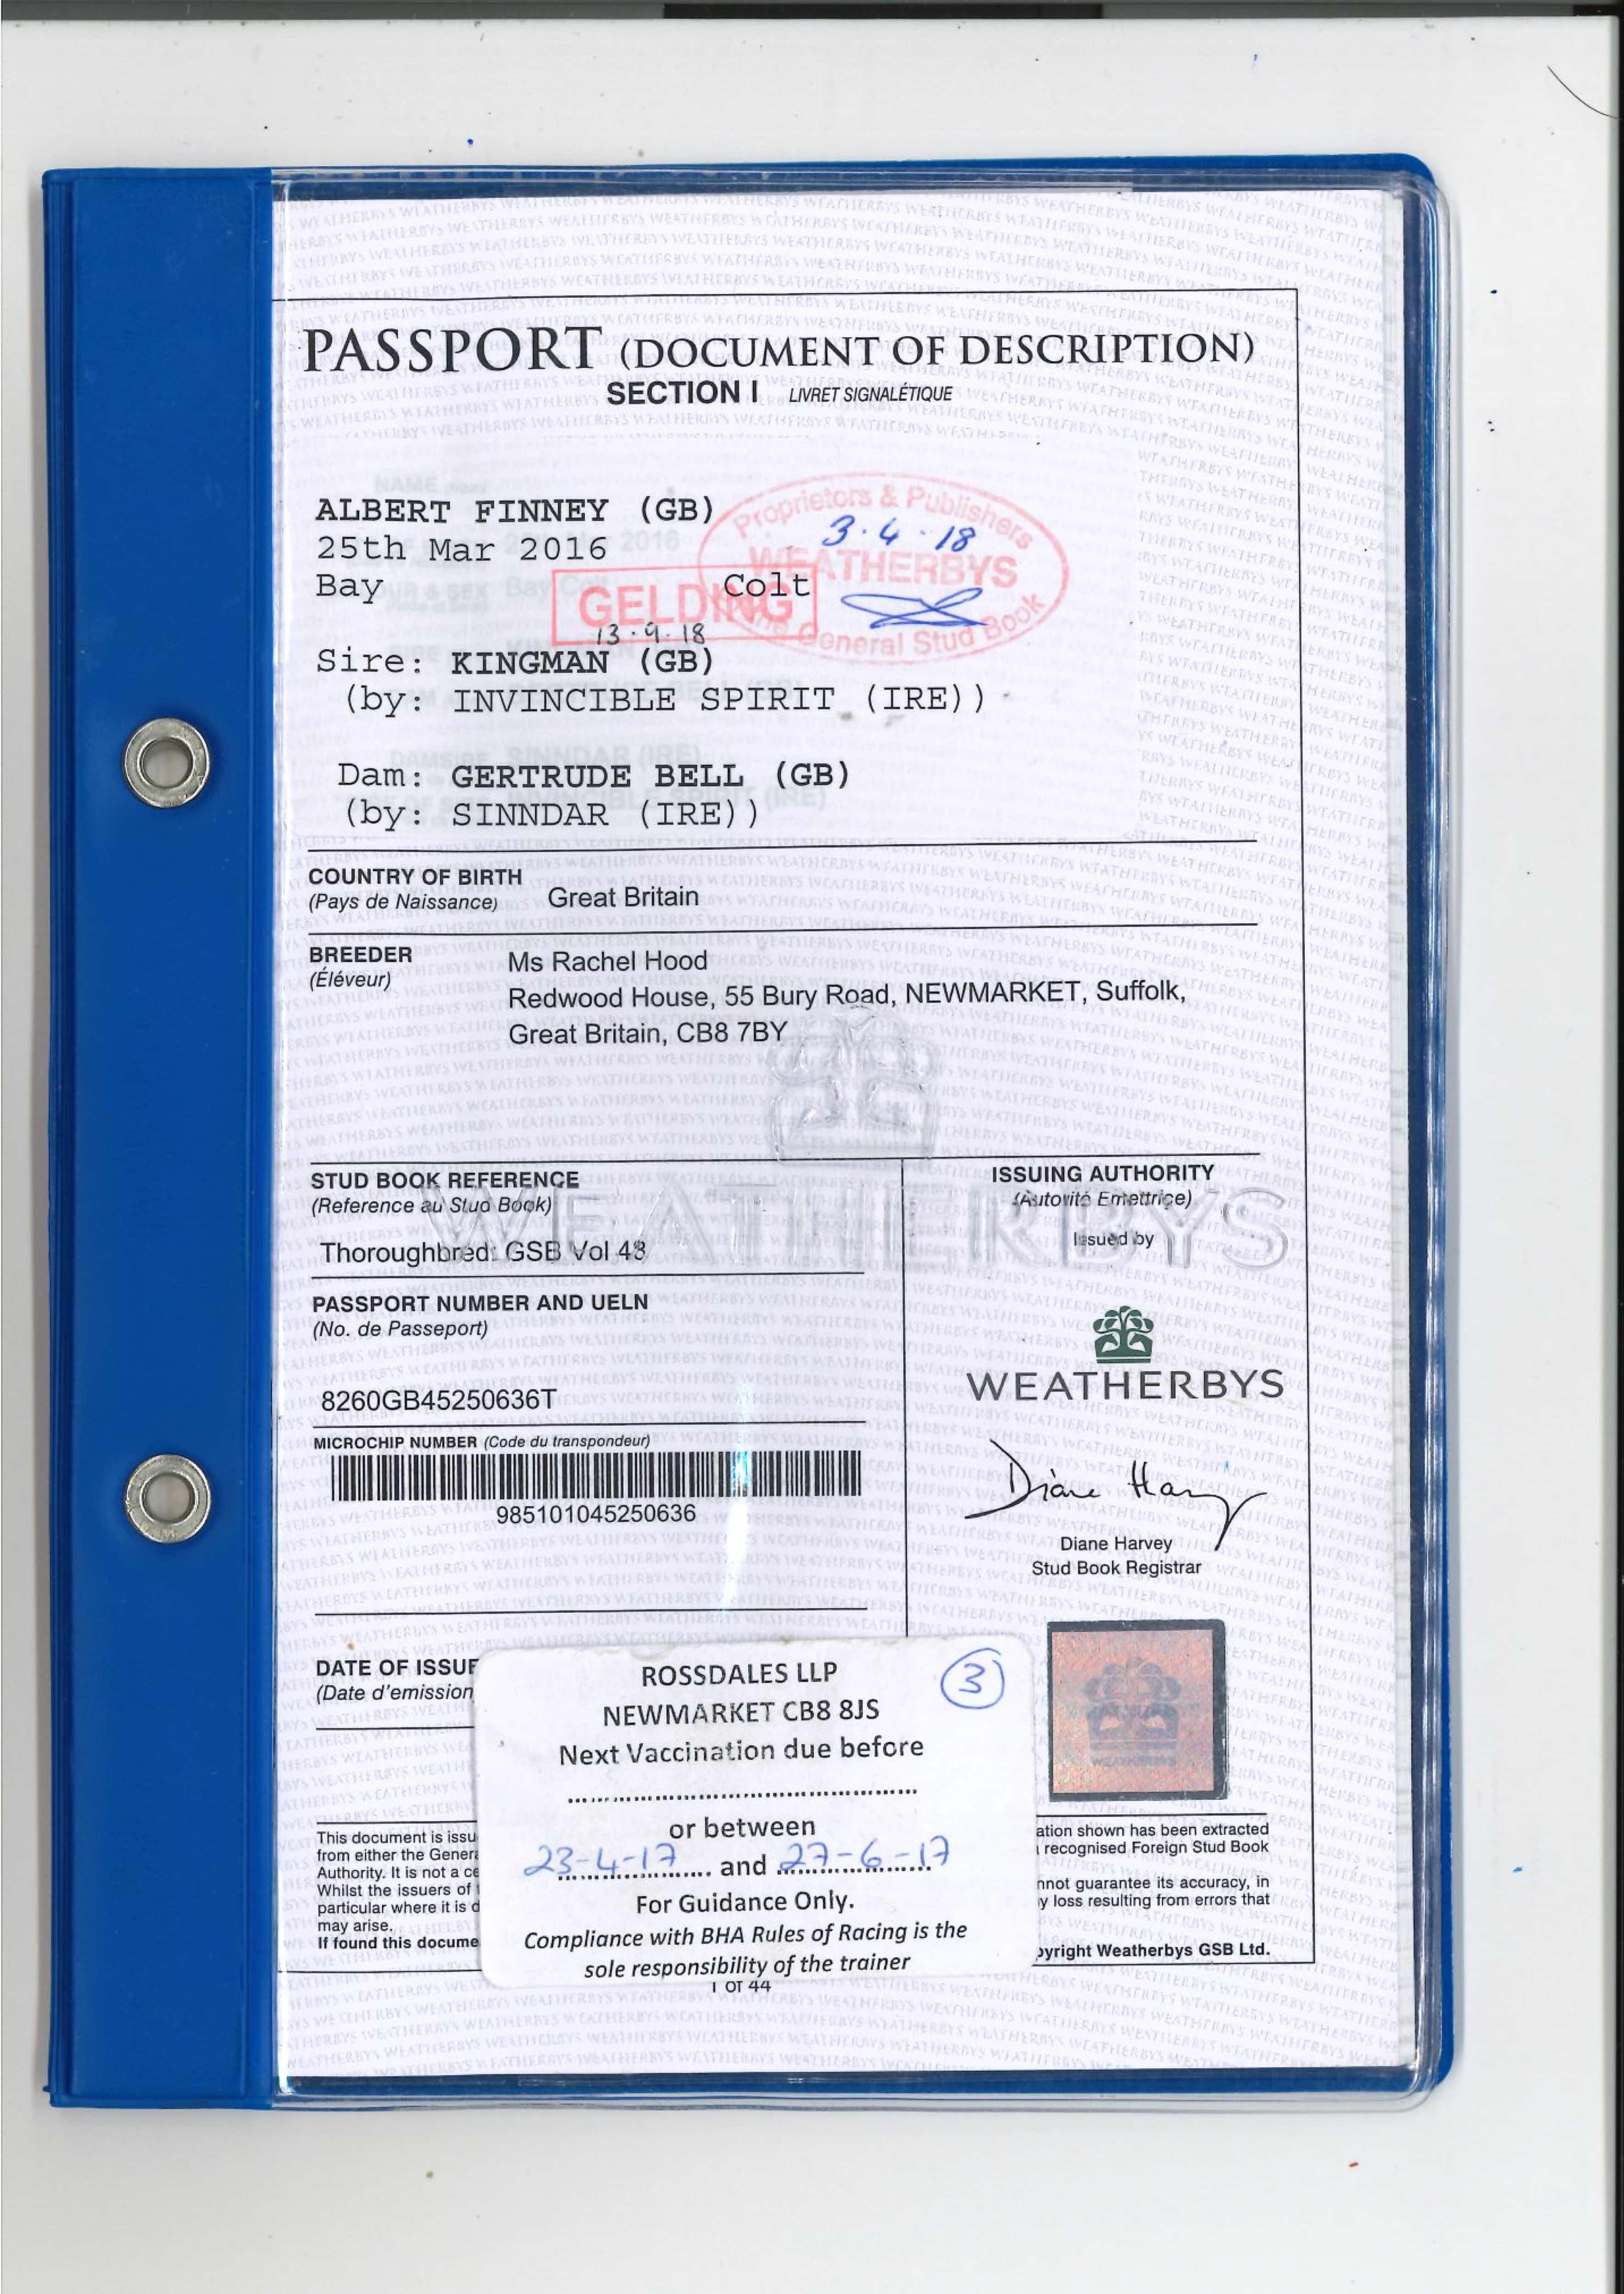 PASSPORT (DOCUMENT OF DESCRIPTION)
SECTION I LIVRET SIGNALÉTIQUE
ALBERT FINNEY (GB)
25th Mar 2016
Bay Colt
GELDING
13.9.18
Proprietors & Publishers
3.4.18
WEATHERBYS
The General Stud Book
Sire: KINGMAN (GB)
(by: INVINCIBLE SPIRIT (IRE))
Dam: GERTRUDE BELL (GB)
(by: SINNDAR (IRE))
COUNTRY OF BIRTH
(Pays de Naissance) Great Britain
BREEDER
(Éléveur)
Ms Rachel Hood
Redwood House, 55 Bury Road, NEWMARKET, Suffolk,
Great Britain, CB8 7BY
WEATHERBYS
STUD BOOK REFERENCE
(Reference au Stud Book)
Thoroughbred: GSB Vol 48
PASSPORT NUMBER AND UELN
(No. de Passeport)
8260GB45250636T
MICROCHIP NUMBER (Code du transpondeur)
985101045250636
ISSUING AUTHORITY
(Autorité Emettrice)
Issued by
WEATHERBYS
Diane Harvey
Diane Harvey
Stud Book Registrar
WEATHERBYS
DATE OF ISSUE
(Date d'emission
ROSSDALES LLP
3
NEWMARKET CB8 8JS
Next Vaccination due before
or between
23-4-17 and 27-6-17
For Guidance Only.
Compliance with BHA Rules of Racing is the
sole responsibility of the trainer
This document is issu ation shown has been extracted
from either the Genera recognised Foreign Stud Book
Authority. It is not a ce
Whilst the issuers of nnot guarantee its accuracy, in
particular where it is d y loss resulting from errors that
may arise.
If found this docume pyright Weatherbys GSB Ltd.
1 of 44